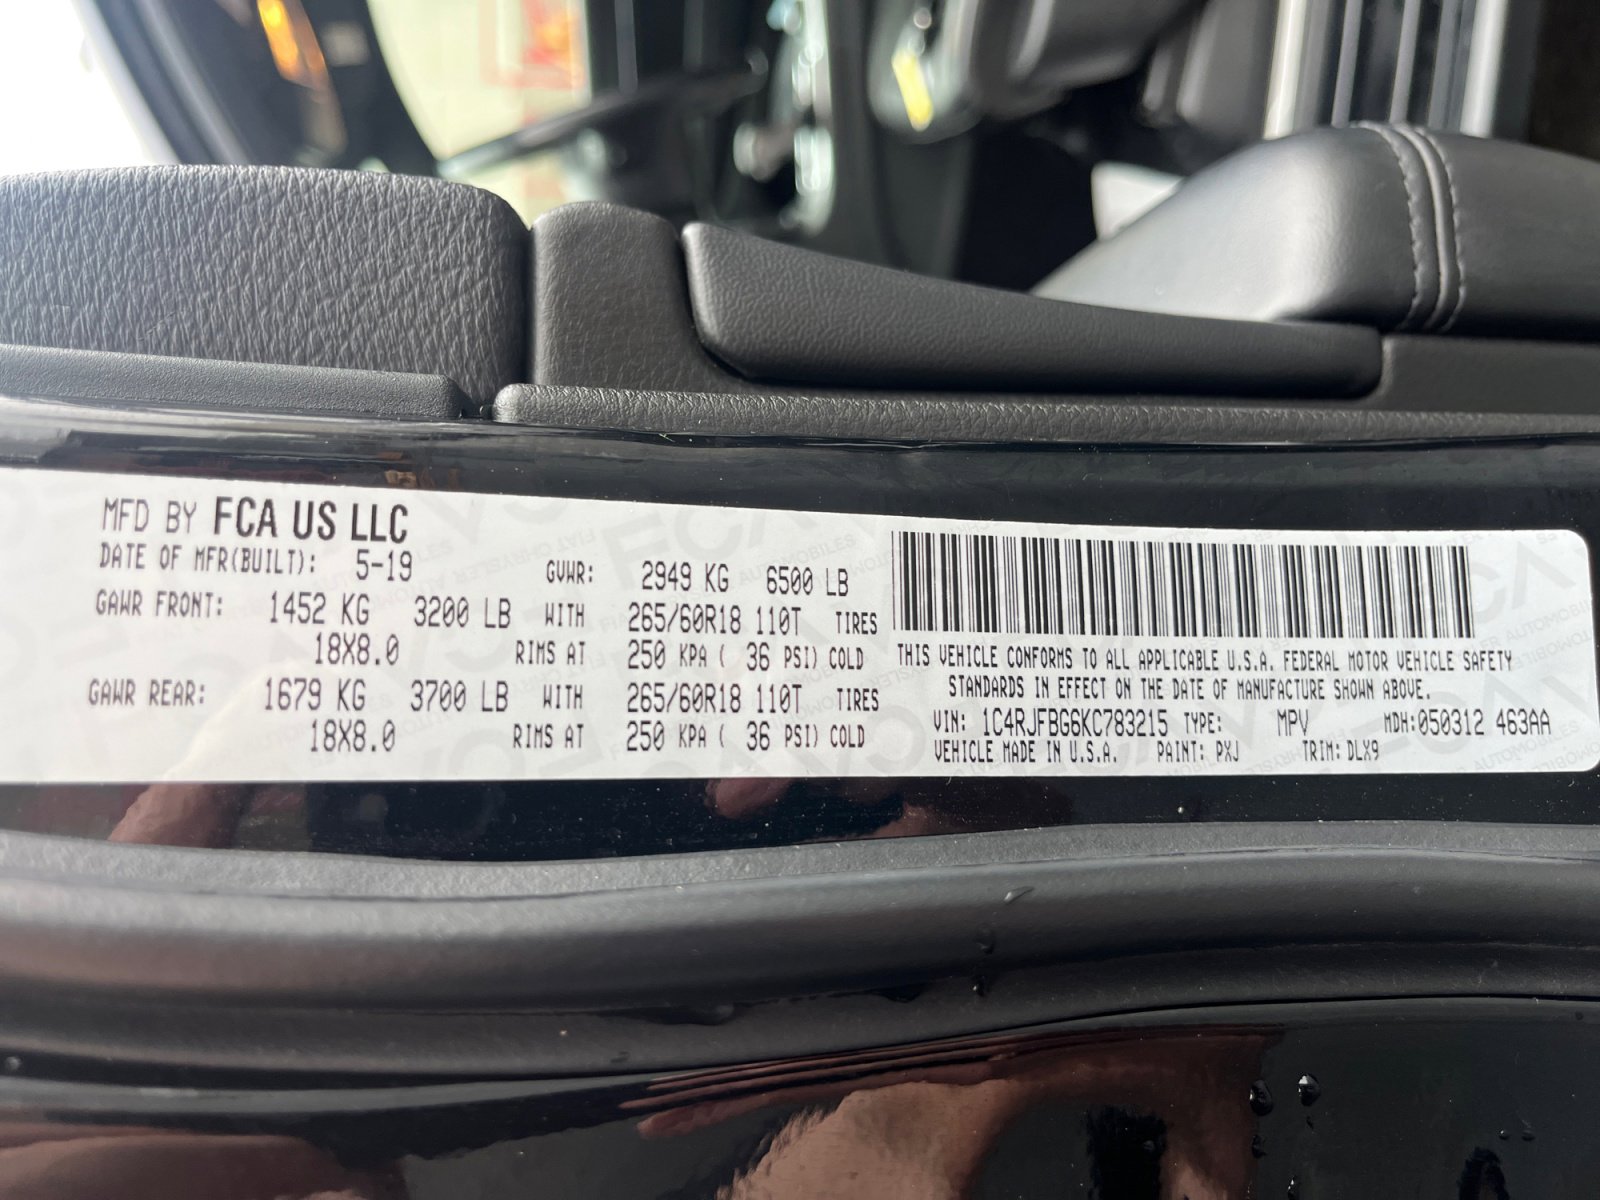 MFD BY FCA US LLC
DATE OF MFR(BUILT): 5-19 GVWR: 2949 KG 6500 LB
GAWR FRONT: 1452 KG 3200 LB WITH 265/60R18 110T TIRES
18X8.0 RIMS AT 250 KPA ( 36 PSI) COLD
GAWR REAR: 1679 KG 3700 LB WITH 265/60R18 110T TIRES
18X8.0 RIMS AT 250 KPA ( 36 PSI) COLD
THIS VEHICLE CONFORMS TO ALL APPLICABLE U.S.A. FEDERAL MOTOR VEHICLE SAFETY
STANDARDS IN EFFECT ON THE DATE OF MANUFACTURE SHOWN ABOVE.
VIN: 1C4RJFBG6KC783215 TYPE: MPV MDH:050312 463AA
VEHICLE MADE IN U.S.A. PAINT: PXJ TRIM: DLX9